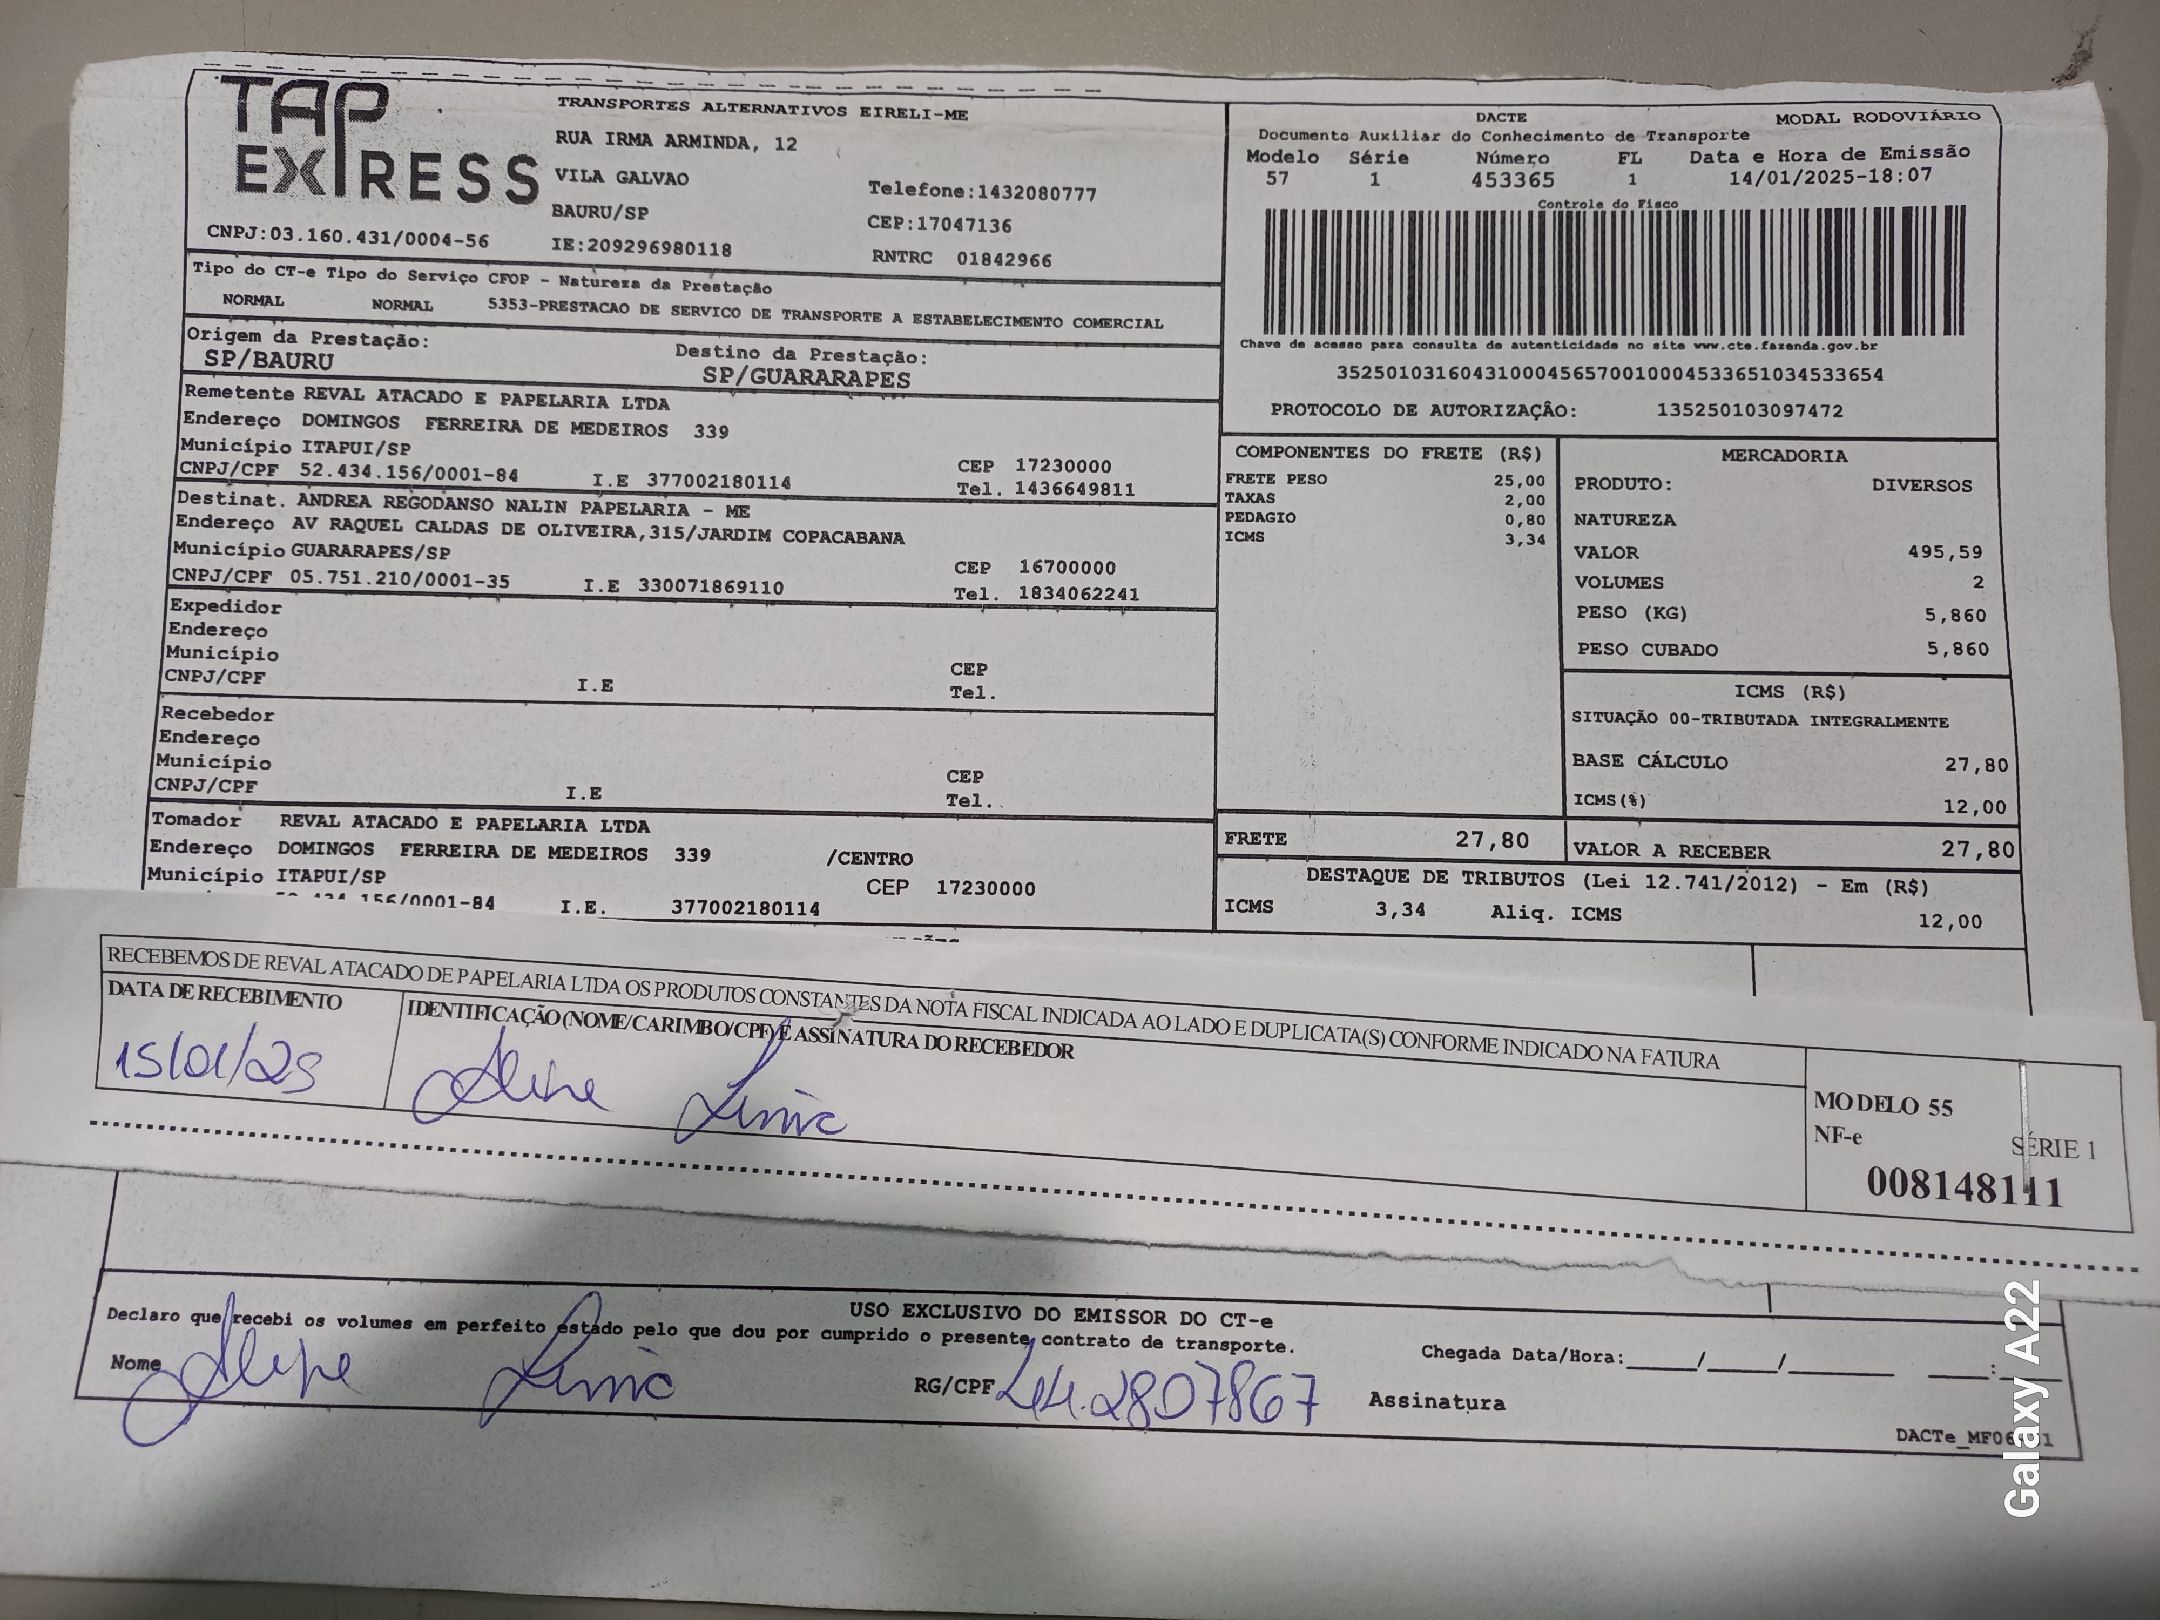 TAP EXPRESS
TRANSPORTES ALTERNATIVOS EIRELI-ME
RUA IRMA ARMINDA, 12
VILA GALVAO
Telefone:1432080777
BAURU/SP
CEP:17047136
CNPJ:03.160.431/0004-56
IE:209296980118
RNTRC 01842966
DACTE
MODAL RODOVIÁRIO
Documento Auxiliar do Conhecimento de Transporte
Modelo Série Número FL Data e Hora de Emissão
57 1 453365 1 14/01/2025-18:07
Controle do Fisco
Chave de acesso para consulta de autenticidade no site www.cte.fazenda.gov.br
35250103160431000456570010004533651034533654
PROTOCOLO DE AUTORIZAÇÃO: 135250103097472
Tipo do CT-e Tipo do Serviço CFOP - Natureza da Prestação
NORMAL NORMAL 5353-PRESTACAO DE SERVICO DE TRANSPORTE A ESTABELECIMENTO COMERCIAL
Origem da Prestação: Destino da Prestação:
SP/BAURU SP/GUARARAPES
Remetente REVAL ATACADO E PAPELARIA LTDA
Endereço DOMINGOS FERREIRA DE MEDEIROS 339
Município ITAPUI/SP CEP 17230000
CNPJ/CPF 52.434.156/0001-84 I.E 377002180114 Tel. 1436649811
Destinat. ANDREA REGODANSO NALIN PAPELARIA - ME
Endereço AV RAQUEL CALDAS DE OLIVEIRA,315/JARDIM COPACABANA
Município GUARARAPES/SP CEP 16700000
CNPJ/CPF 05.751.210/0001-35 I.E 330071869110 Tel. 1834062241
Expedidor
Endereço
Município CEP
CNPJ/CPF I.E Tel.
Recebedor
Endereço
Município CEP
CNPJ/CPF I.E Tel.
Tomador REVAL ATACADO E PAPELARIA LTDA
Endereço DOMINGOS FERREIRA DE MEDEIROS 339 /CENTRO
Município ITAPUI/SP CEP 17230000
156/0001-84 I.E. 377002180114
COMPONENTES DO FRETE (R$)
FRETE PESO 25,00
TAXAS 2,00
PEDAGIO 0,80
ICMS 3,34
MERCADORIA
PRODUTO: DIVERSOS
NATUREZA
VALOR 495,59
VOLUMES 2
PESO (KG) 5,860
PESO CUBADO 5,860
ICMS (R$)
SITUAÇÃO 00-TRIBUTADA INTEGRALMENTE
BASE CÁLCULO 27,80
ICMS(%) 12,00
FRETE 27,80 VALOR A RECEBER 27,80
DESTAQUE DE TRIBUTOS (Lei 12.741/2012) - Em (R$)
ICMS 3,34 Aliq. ICMS 12,00
RECEBEMOS DE REVAL ATACADO DE PAPELARIA LTDA OS PRODUTOS CONSTANTES DA NOTA FISCAL INDICADA AO LADO E DUPLICATA(S) CONFORME INDICADO NA FATURA
DATA DE RECEBIMENTO IDENTIFICAÇÃO (NOME/CARIMBO/CPF) E ASSINATURA DO RECEBEDOR
15/01/25
MODELO 55
NF-e SÉRIE 1
008148111
USO EXCLUSIVO DO EMISSOR DO CT-e
Declaro que recebi os volumes em perfeito estado pelo que dou por cumprido o presente contrato de transporte.
Nome RG/CPF 44.2807867 Chegada Data/Hora:_____/_____/________ _____:_____
Assinatura
Galaxy A22